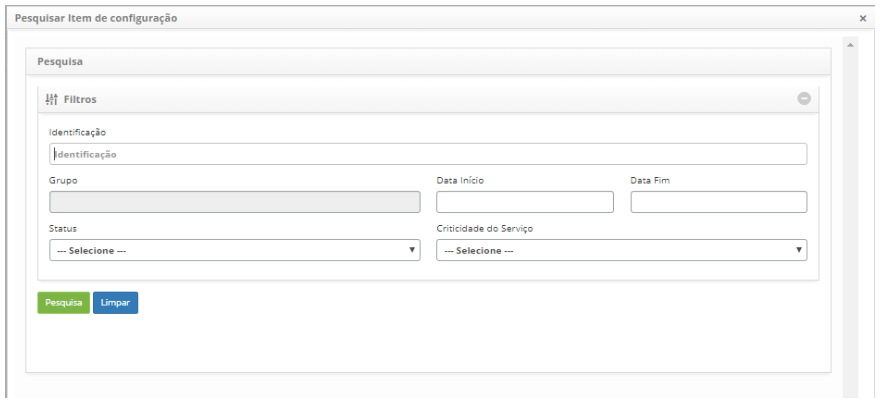 Pesquisar Item de configuração ×
Pesquisa
Filtros
Identificação
Identificação
Grupo Data Início Data Fim
Status Criticidade do Serviço
--- Selecione --- --- Selecione ---
Pesquisa Limpar